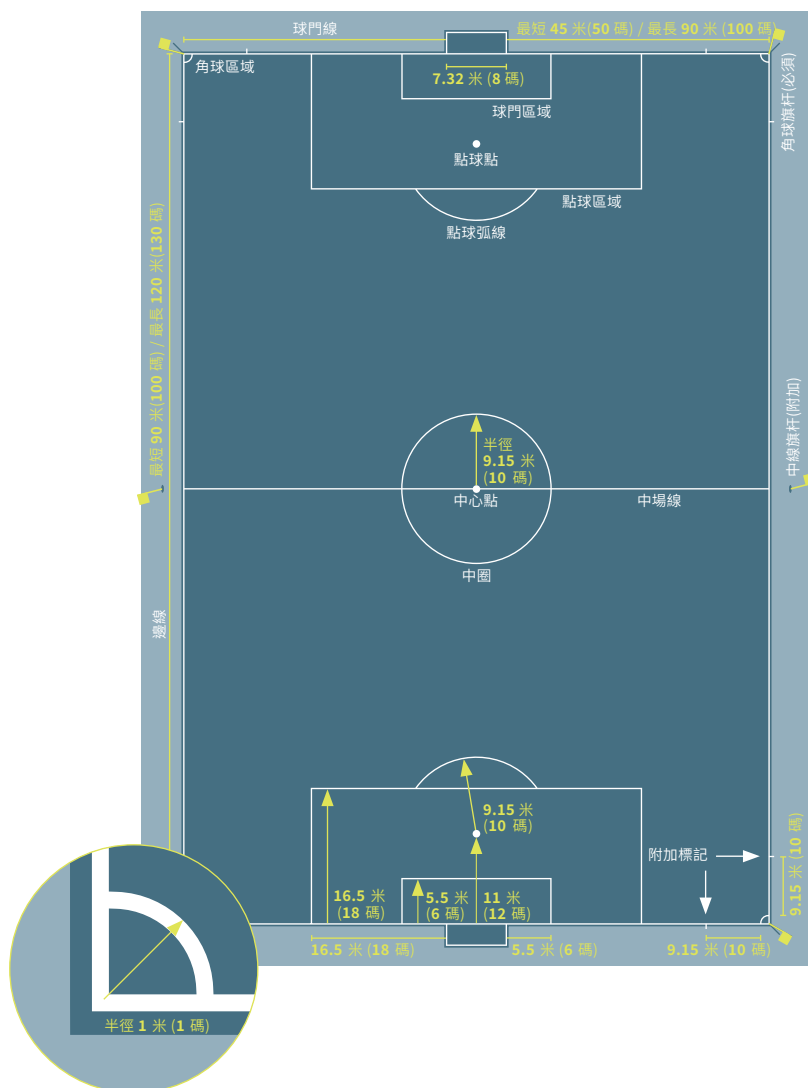 球門線
最短 45 米(50 碼) / 最長 90 米 (100 碼)
角球區域
7.32 米 (8 碼)
球門區域
點球點
點球區域
點球弧線
角球旗杆(必須)
最短 90 米(100 碼) / 最長 120 米(130 碼)
半徑
9.15 米
(10 碼)
中心點
中場線
中圈
中線旗杆(附加)
邊線
9.15 米
(10 碼)
附加標記
9.15 米 (10 碼)
16.5 米
(18 碼)
5.5 米
(6 碼)
11 米
(12 碼)
16.5 米 (18 碼)
5.5 米 (6 碼)
9.15 米 (10 碼)
半徑 1 米 (1 碼)